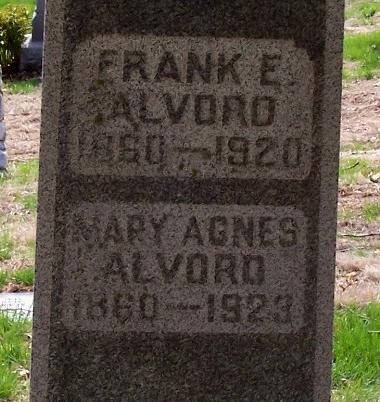 FRANK E.
ALVORD
1860—1920
MARY AGNES
ALVORD
1860—1923